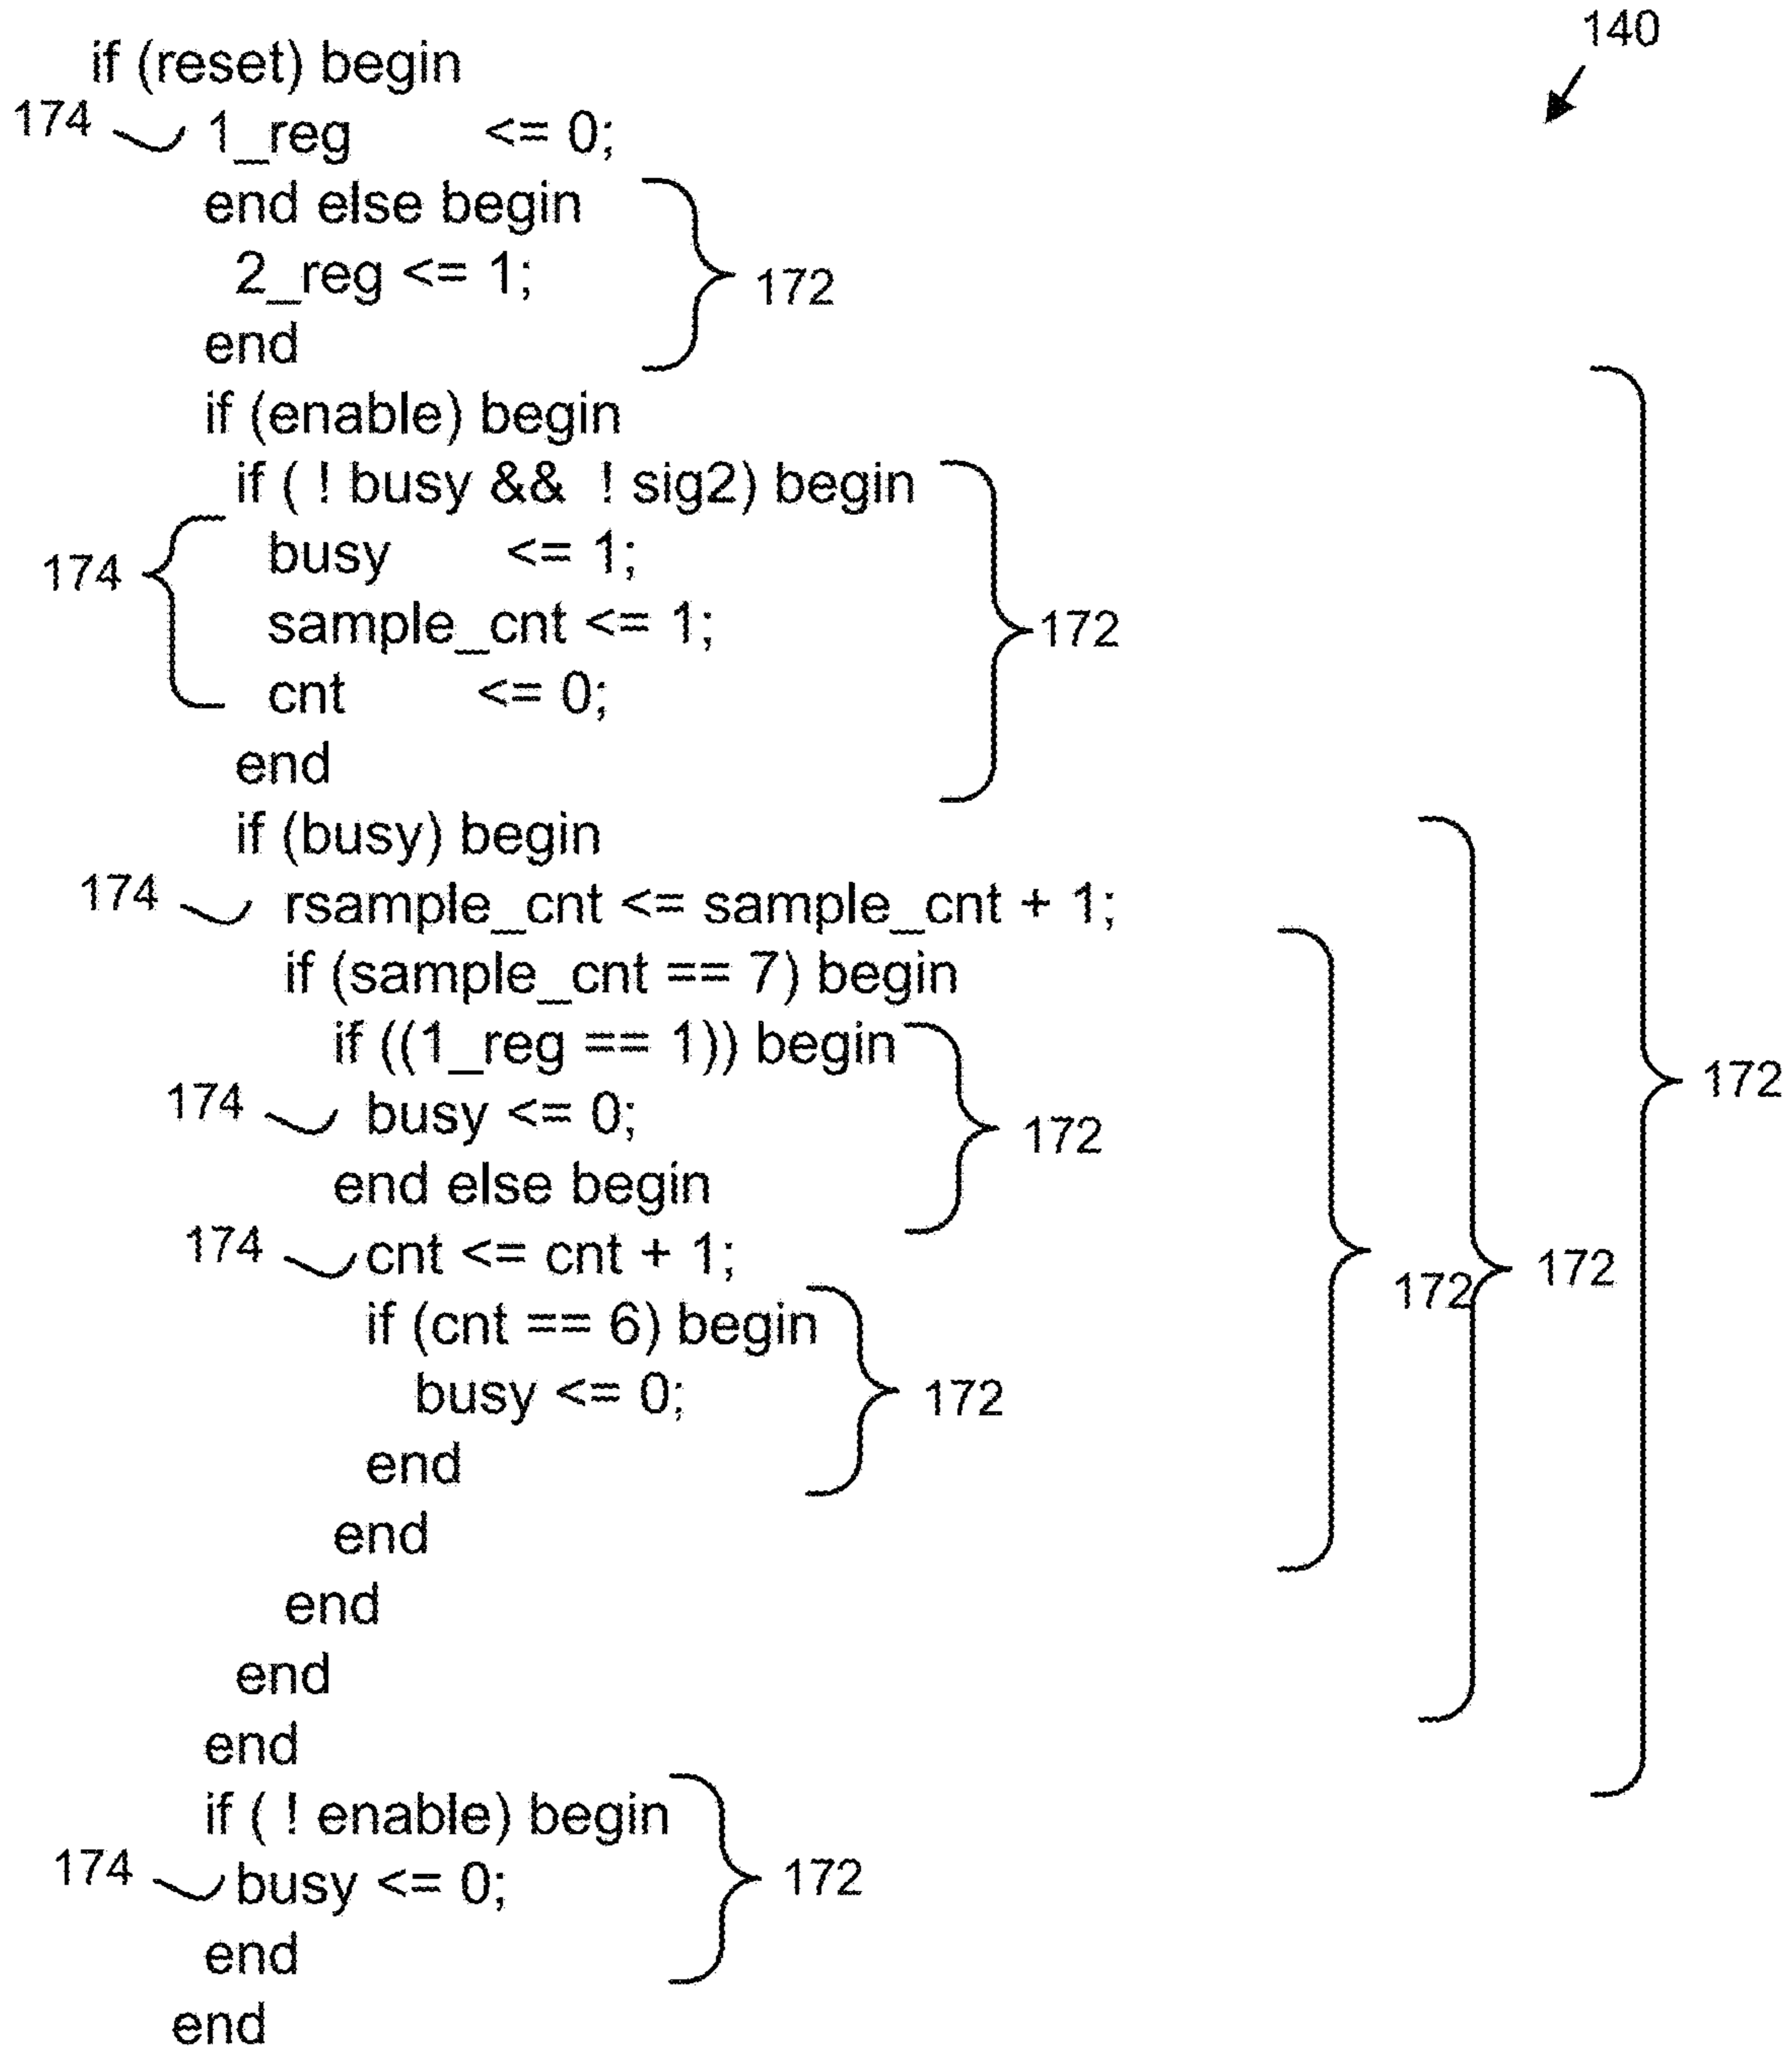 140
if (reset) begin
174 1_reg <= 0;
end else begin
2_reg <= 1; 172
end
if (enable) begin
if ( ! busy && ! sig2) begin
174 busy <= 1;
sample_cnt <= 1; 172
cnt <= 0;
end
if (busy) begin
174 rsample_cnt <= sample_cnt + 1;
if (sample_cnt == 7) begin
if ((1_reg == 1)) begin
174 busy <= 0; 172 172
end else begin
174 cnt <= cnt + 1; 172 172
if (cnt == 6) begin
busy <= 0; 172
end
end
end
end
end
if ( ! enable) begin
174 busy <= 0; 172
end
end